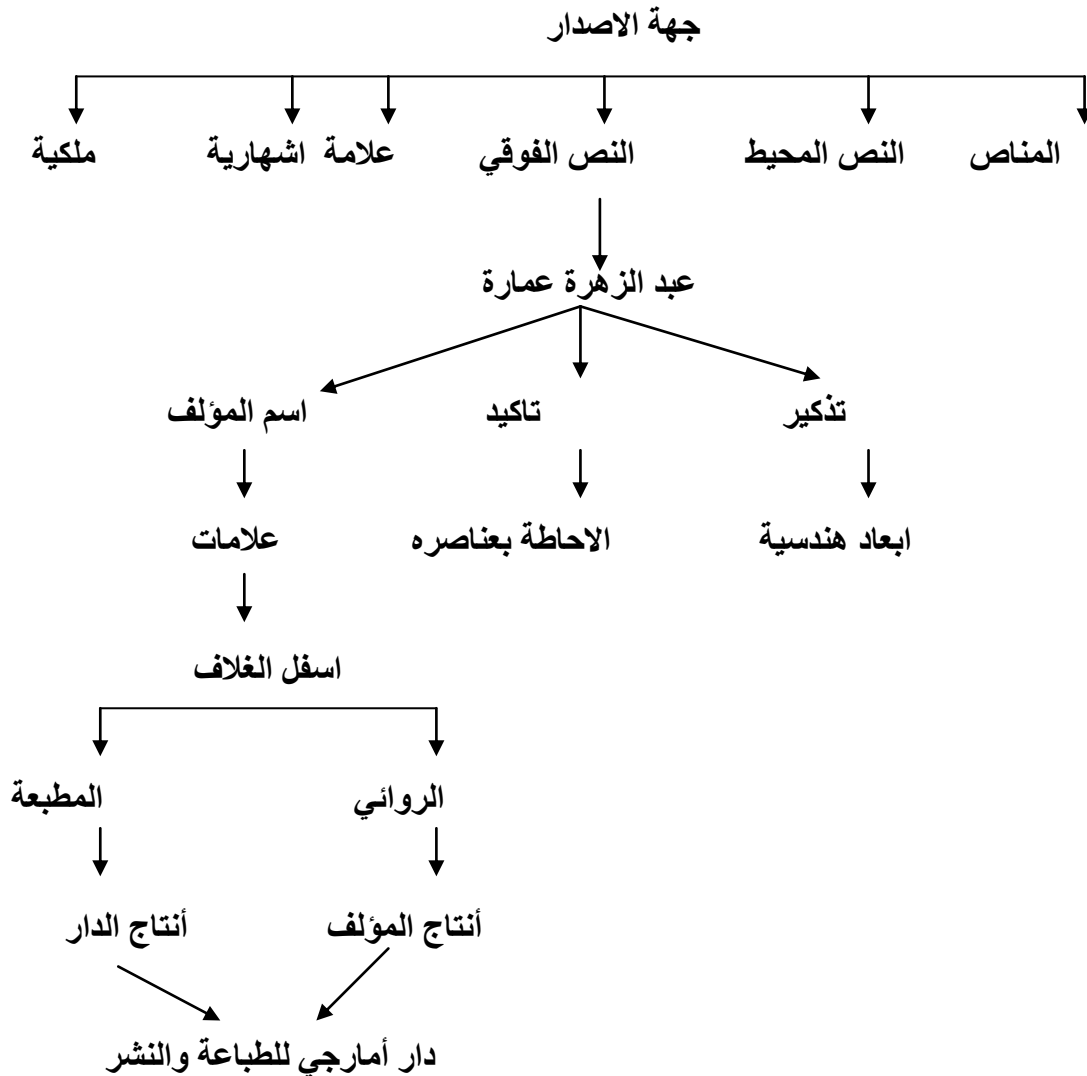 جهة الاصدار
المناص النص المحيط النص الفوقي علامة اشهارية ملكية
عبد الزهرة عمارة
تذكير تاكيد اسم المؤلف
ابعاد هندسية الاحاطة بعناصره علامات
اسفل الغلاف
الروائي المطبعة
أنتاج المؤلف أنتاج الدار
دار أمارجي للطباعة والنشر